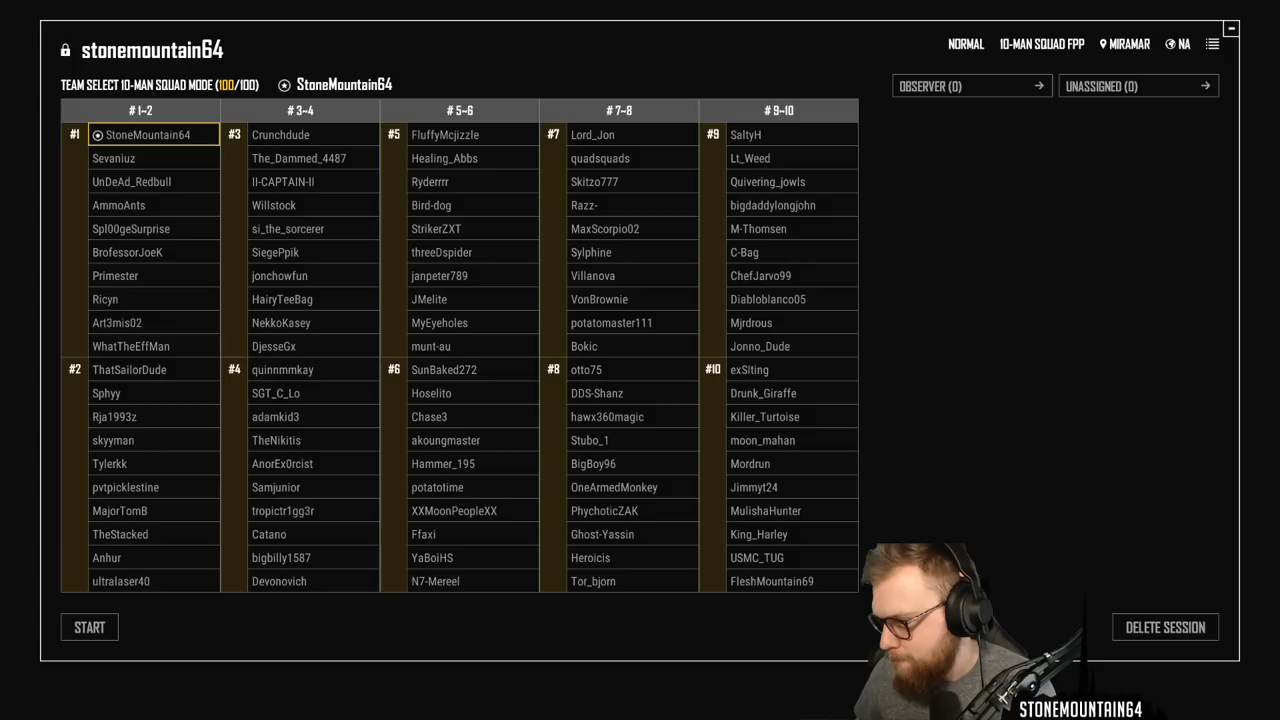 stonemountain64
NORMAL 10-MAN SQUAD FPP MIRAMAR NA
TEAM SELECT 10-MAN SQUAD MODE (100/100) StoneMountain64
OBSERVER (0) UNASSIGNED (0)
# 1~2 # 3~4 # 5~6 # 7~8 # 9~10
#1 StoneMountain64 #3 Crunchdude #5 FluffyMcjizzle #7 Lord_Jon #9 SaltyH
Sevaniuz The_Dammed_4487 Healing_Abbs quadsquads Lt_Weed
UnDeAd_Redbull II-CAPTAIN-II Ryderrrr Skitzo777 Quivering_jowls
AmmoAnts Willstock Bird-dog Razz- bigdaddylongjohn
Spl00geSurprise si_the_sorcerer StrikerZXT MaxScorpio02 M-Thomsen
BrofessorJoeK SiegePpik threeDspider Sylphine C-Bag
Primester jonchowfun janpeter789 Villanova ChefJarvo99
Ricyn HairyTeeBag JMelite VonBrownie Diabloblanco05
Art3mis02 NekkoKasey MyEyeholes potatomaster111 Mjrdrous
WhatTheEffMan DjesseGx munt-au Bokic Jonno_Dude
#2 ThatSailorDude #4 quinnmmkay #6 SunBaked272 #8 otto75 #10 exSIting
Sphyy SGT_C_Lo Hoselito DDS-Shanz Drunk_Giraffe
Rja1993z adamkid3 Chase3 hawx360magic Killer_Turtoise
skyyman TheNikitis akoungmaster Stubo_1 moon_mahan
Tylerkk AnorEx0rcist Hammer_195 BigBoy96 Mordrun
pvtpicklestine Samjunior potatotime OneArmedMonkey Jimmyt24
MajorTomB tropictr1gg3r XXMoonPeopleXX PhychoticZAK MulishaHunter
TheStacked Catano Ffaxi Ghost-Yassin King_Harley
Anhur bigbilly1587 YaBoiHS Heroicis USMC_TUG
ultralaser40 Devonovich N7-Mereel Tor_bjorn FleshMountain69
START DELETE SESSION
STONEMOUNTAIN64